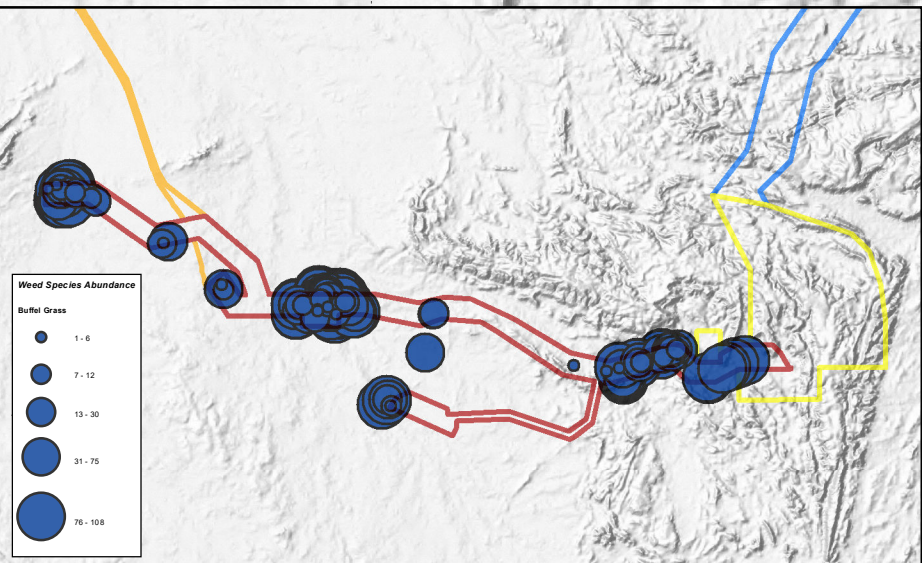 Weed Species Abundance
Buffel Grass
1 - 6
7 - 12
13 - 30
31 - 75
76 - 108